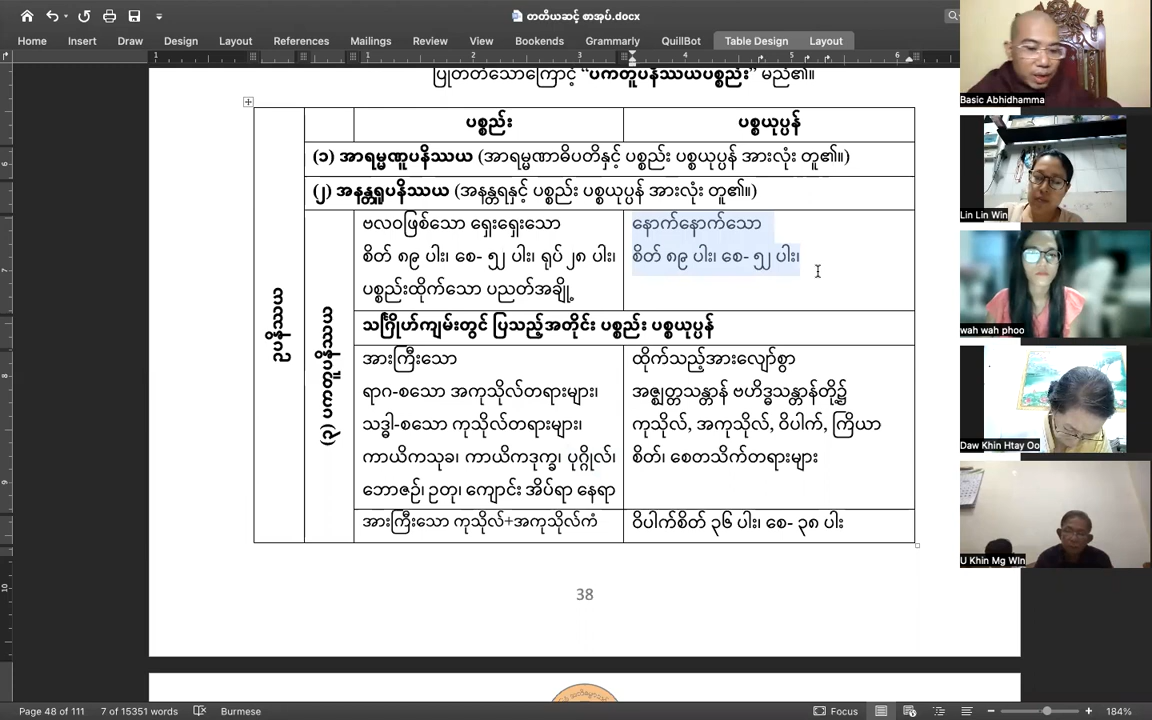 တတိယဆင့် စာအုပ်.docx
Home Insert Draw Design Layout References Mailings Review View Bookends Grammarly QuillBot Table Design Layout
ပြုတတ်သောကြောင့် “ပကတူပနိဿယပစ္စည်း” မည်၏။
ပစ္စည်း ပစ္စယုပ္ပန်
(၁) အာရမ္မဏူပနိဿယ (အာရမ္မဏာဓိပတိနှင့် ပစ္စည်း ပစ္စယုပ္ပန် အားလုံး တူ၏။)
(၂) အနန္တရူပနိဿယ (အနန္တရနှင့် ပစ္စည်း ပစ္စယုပ္ပန် အားလုံး တူ၏။)
ဥပနိဿယ
(၃) ပကတူပနိဿယ
ဗလဝဖြစ်သော ရှေးရှေးသော
စိတ် ၈၉ ပါး၊ စေ- ၅၂ ပါး၊ ရုပ် ၂၈ ပါး၊
ပစ္စည်းထိုက်သော ပညတ်အချို့
နောက်နောက်သော
စိတ် ၈၉ ပါး၊ စေ- ၅၂ ပါး၊
သင်္ဂြိုဟ်ကျမ်းတွင် ပြသည့်အတိုင်း ပစ္စည်း ပစ္စယုပ္ပန်
အားကြီးသော
ရာဂ-စသော အကုသိုလ်တရားများ၊
သဒ္ဓါ-စသော ကုသိုလ်တရားများ၊
ကာယိကသုခ၊ ကာယိကဒုက္ခ၊ ပုဂ္ဂိုလ်၊
ဘောဇဉ်၊ ဥတု၊ ကျောင်း အိပ်ရာ နေရာ
ထိုက်သည့်အားလျော်စွာ
အဇ္ဈတ္တသန္တာန် ဗဟိဒ္ဓသန္တာန်တို့၌
ကုသိုလ်, အကုသိုလ်, ဝိပါက်, ကြိယာ
စိတ်၊ စေတသိက်တရားများ
အားကြီးသော ကုသိုလ်+အကုသိုလ်ကံ ဝိပါက်စိတ် ၃၆ ပါး၊ စေ- ၃၈ ပါး
38
Page 48 of 111 7 of 15351 words Burmese Focus 184%
Basic Abhidhamma
Lin Lin Win
wah wah phoo
Daw Khin Htay Oo
U Khin Mg WIn